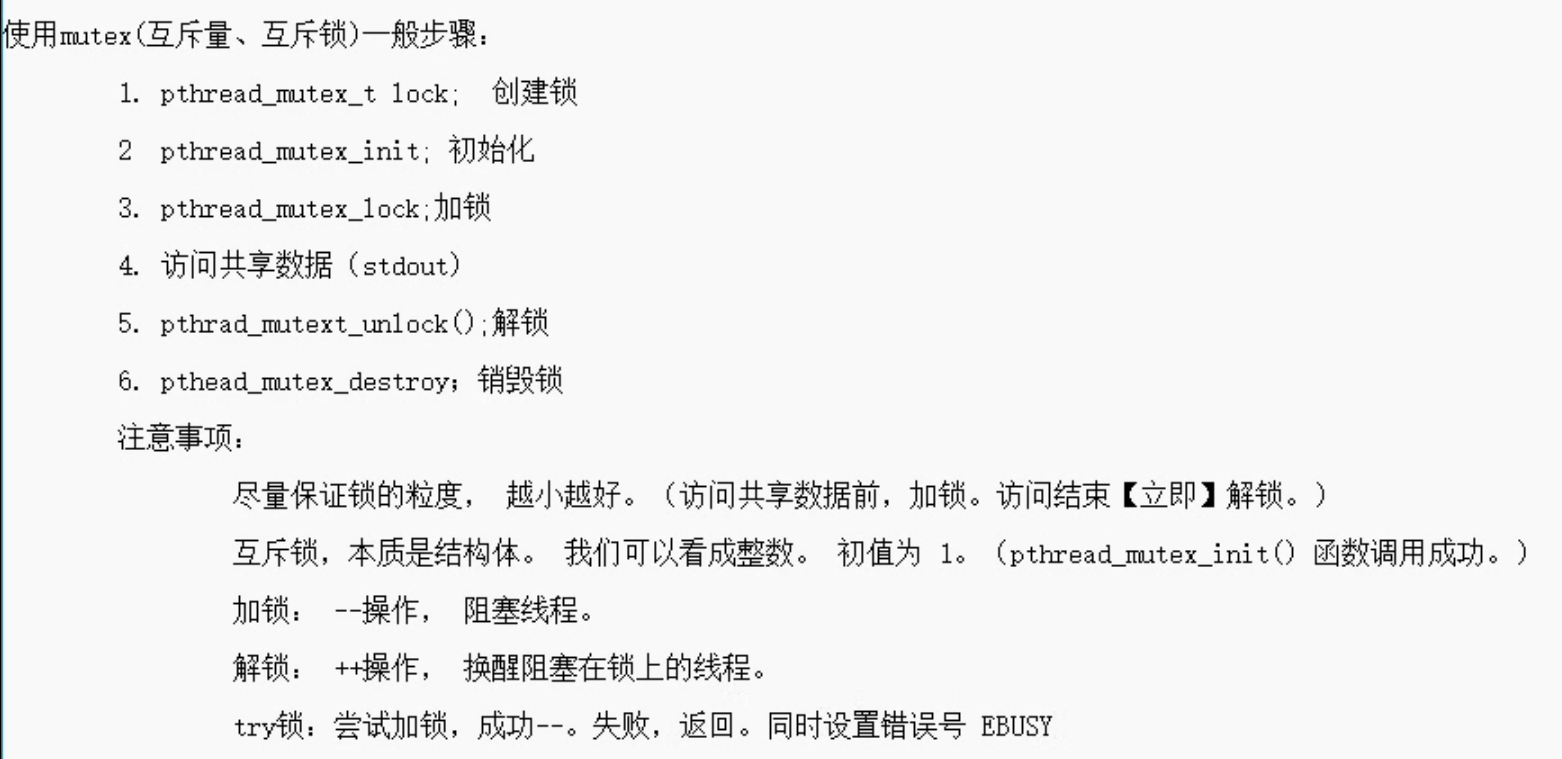 使用mutex(互斥量、互斥锁)一般步骤：
1. pthread_mutex_t lock;  创建锁
2  pthread_mutex_init; 初始化
3. pthread_mutex_lock;加锁
4. 访问共享数据（stdout)
5. pthrad_mutext_unlock();解锁
6. pthead_mutex_destroy；销毁锁
注意事项：
尽量保证锁的粒度， 越小越好。（访问共享数据前，加锁。访问结束【立即】解锁。）
互斥锁，本质是结构体。 我们可以看成整数。 初值为 1。（pthread_mutex_init() 函数调用成功。）
加锁： --操作， 阻塞线程。
解锁： ++操作， 换醒阻塞在锁上的线程。
try锁：尝试加锁，成功--。失败，返回。同时设置错误号 EBUSY